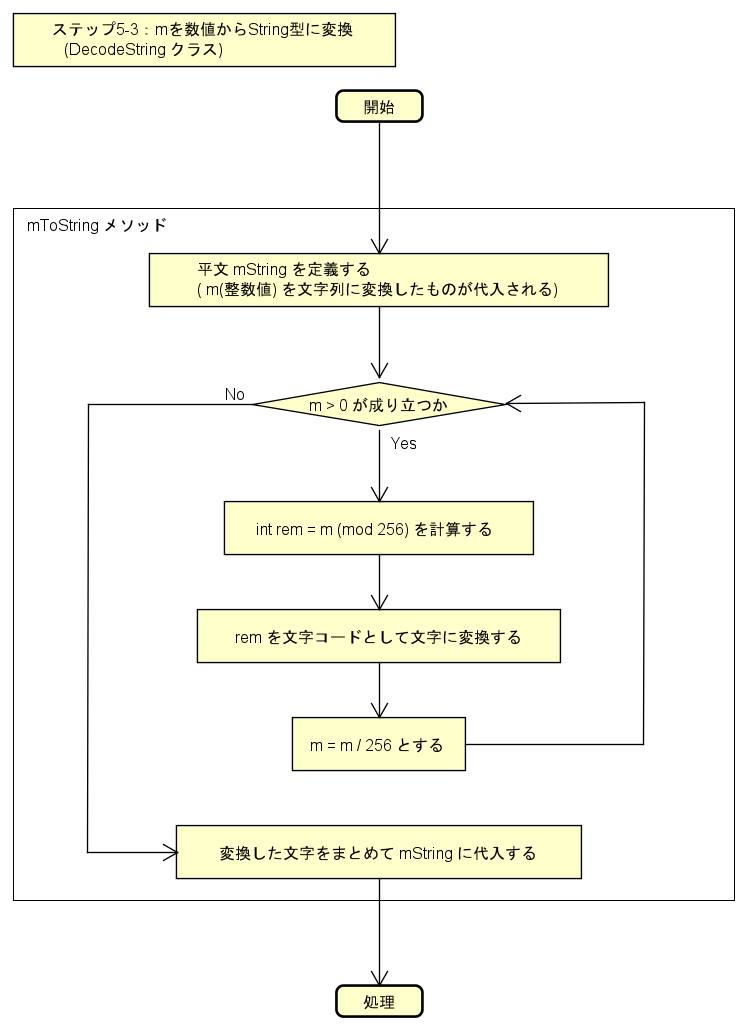 ステップ5-3：mを数値からString型に変換
(DecodeString クラス)
開始
mToString メソッド
平文 mString を定義する
( m(整数値) を文字列に変換したものが代入される)
No
m > 0 が成り立つか
Yes
int rem = m (mod 256) を計算する
rem を文字コードとして文字に変換する
m = m / 256 とする
変換した文字をまとめて mString に代入する
処理